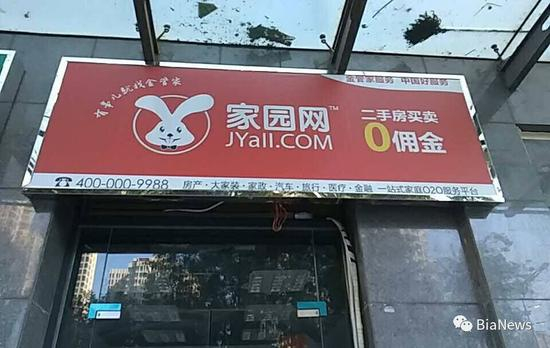 有事儿就找金管家
金管家服务 中国好服务
家园网™
JYall.COM
二手房买卖
0佣金
☎400-000-9988 房产·大家装·家政·汽车·旅行·医疗·金融 一站式家庭O2O服务平台
BiaNews